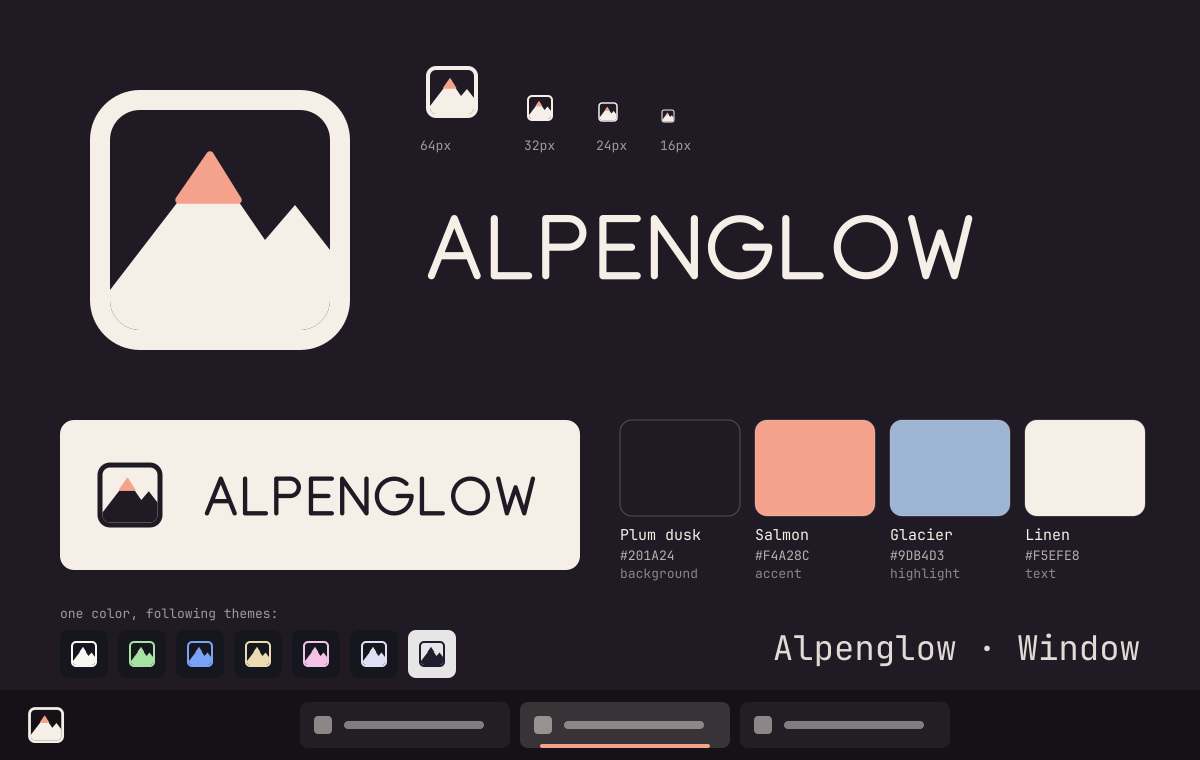 64px 32px 24px 16px
ALPENGLOW
ALPENGLOW
Plum dusk Salmon Glacier Linen
#201A24 #F4A28C #9DB4D3 #F5EFE8
background accent highlight text
one color, following themes:
Alpenglow · Window